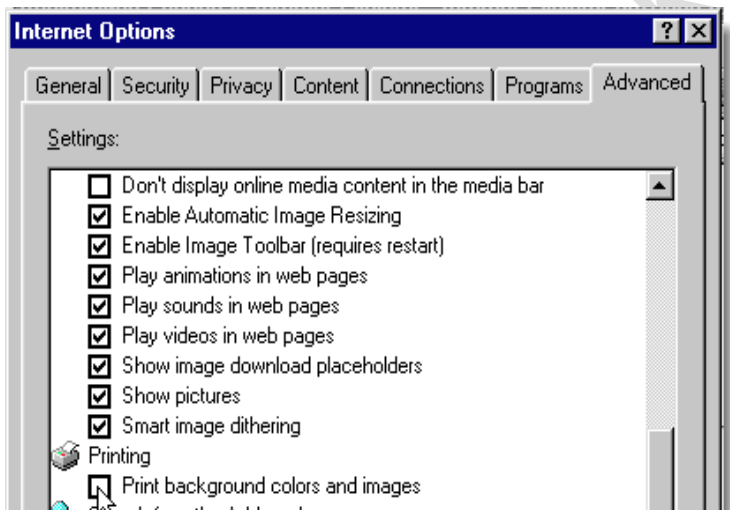 Internet Options
General Security Privacy Content Connections Programs Advanced
Settings:
Don't display online media content in the media bar
Enable Automatic Image Resizing
Enable Image Toolbar (requires restart)
Play animations in web pages
Play sounds in web pages
Play videos in web pages
Show image download placeholders
Show pictures
Smart image dithering
Printing
Print background colors and images